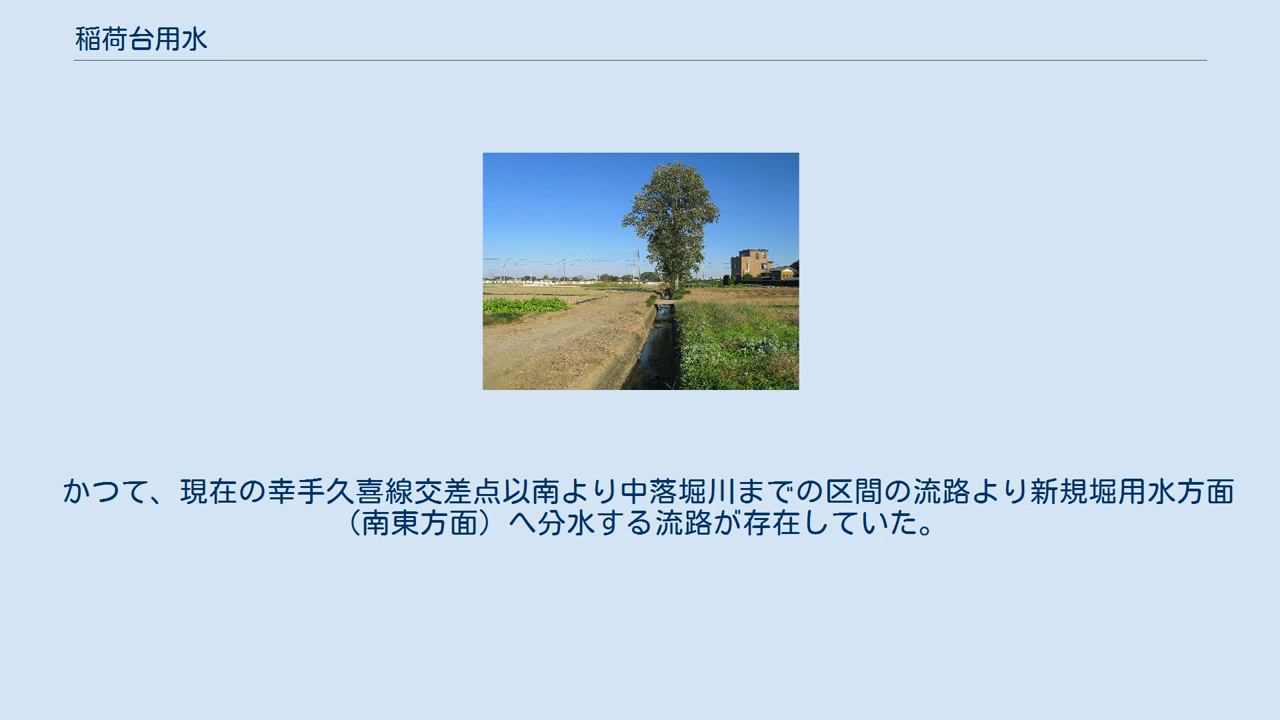 稲荷台用水
かつて、現在の幸手久喜線交差点以南より中落堀川までの区間の流路より新規堀用水方面
（南東方面）へ分水する流路が存在していた。